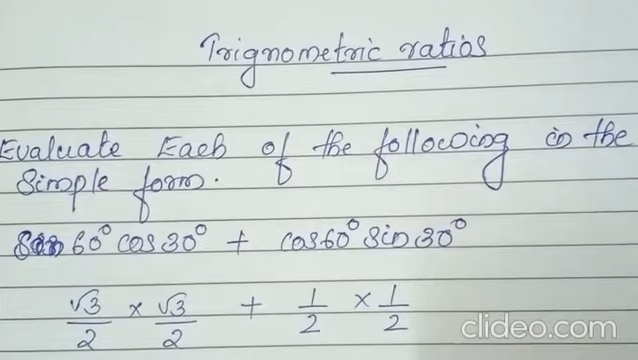 Trignometric ratios
Evaluate Each of the following in the
Simple form.
Sin 60° cos 30° + cos 60° Sin 30°
√3/2 × √3/2 + 1/2 × 1/2
clideo.com